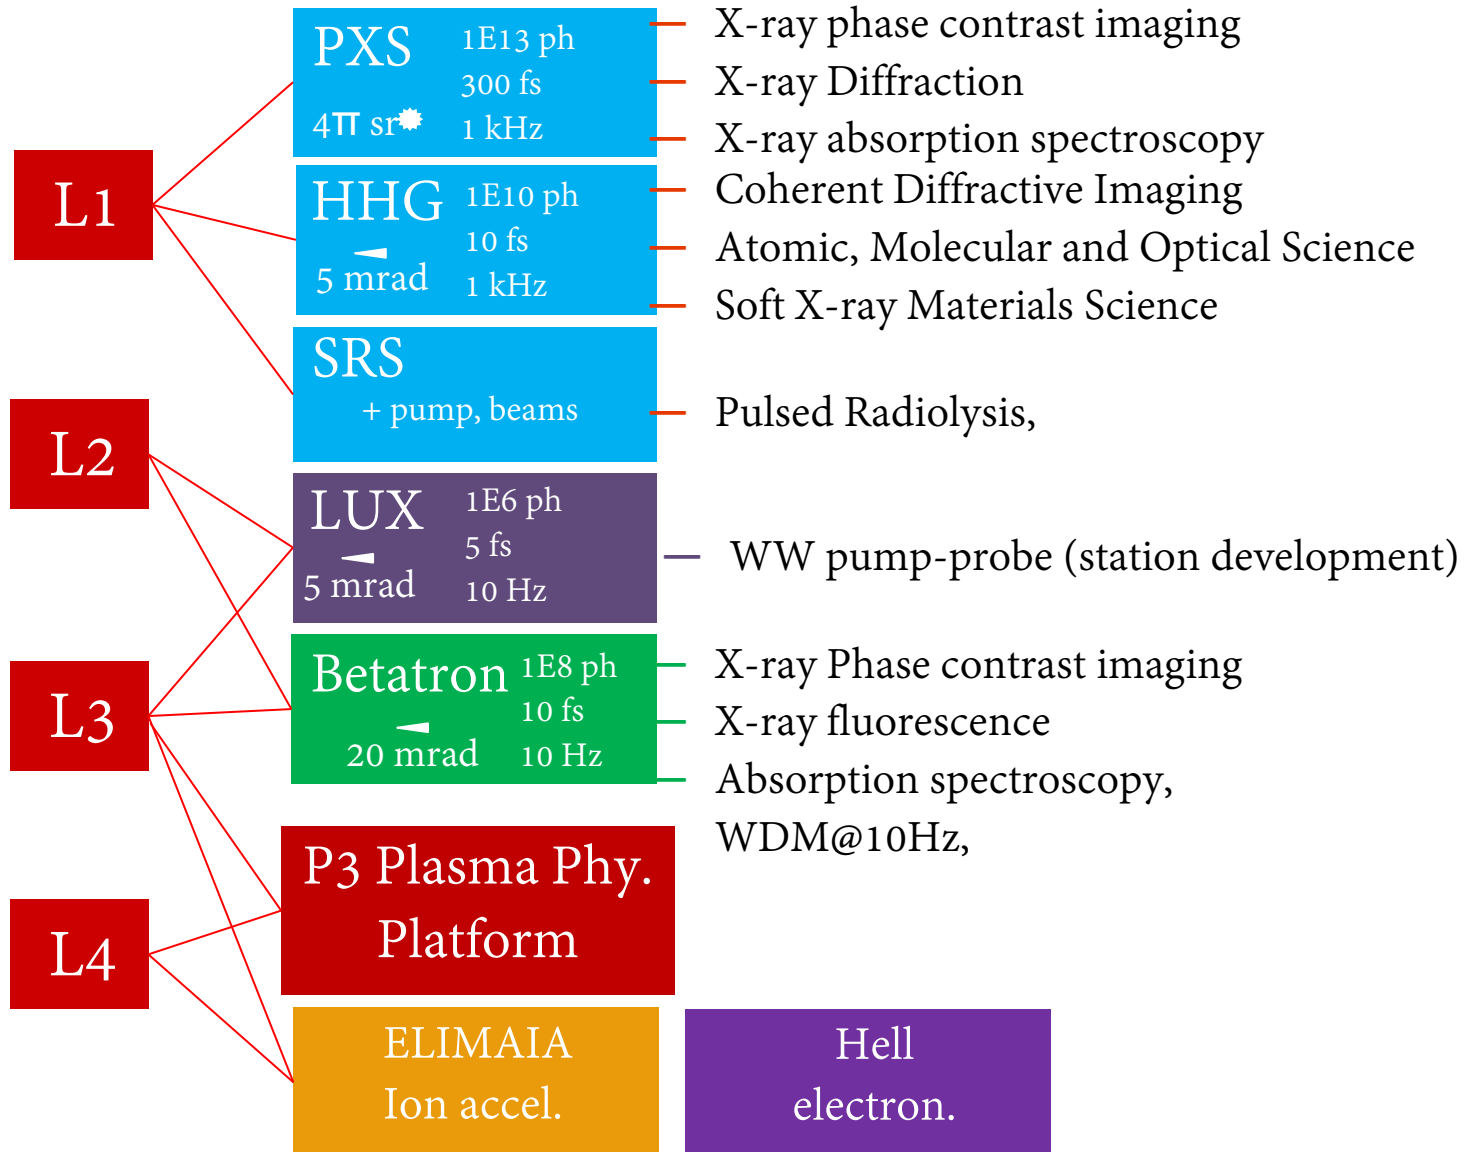 L1
L2
L3
L4
PXS
4π sr
1E13 ph
300 fs
1 kHz
X-ray phase contrast imaging
X-ray Diffraction
X-ray absorption spectroscopy
HHG
5 mrad
1E10 ph
10 fs
1 kHz
Coherent Diffractive Imaging
Atomic, Molecular and Optical Science
Soft X-ray Materials Science
SRS
+ pump, beams
Pulsed Radiolysis,
LUX
5 mrad
1E6 ph
5 fs
10 Hz
WW pump-probe (station development)
Betatron
20 mrad
1E8 ph
10 fs
10 Hz
X-ray Phase contrast imaging
X-ray fluorescence
Absorption spectroscopy,
WDM@10Hz,
P3 Plasma Phy.
Platform
ELIMAIA
Ion accel.
Hell
electron.